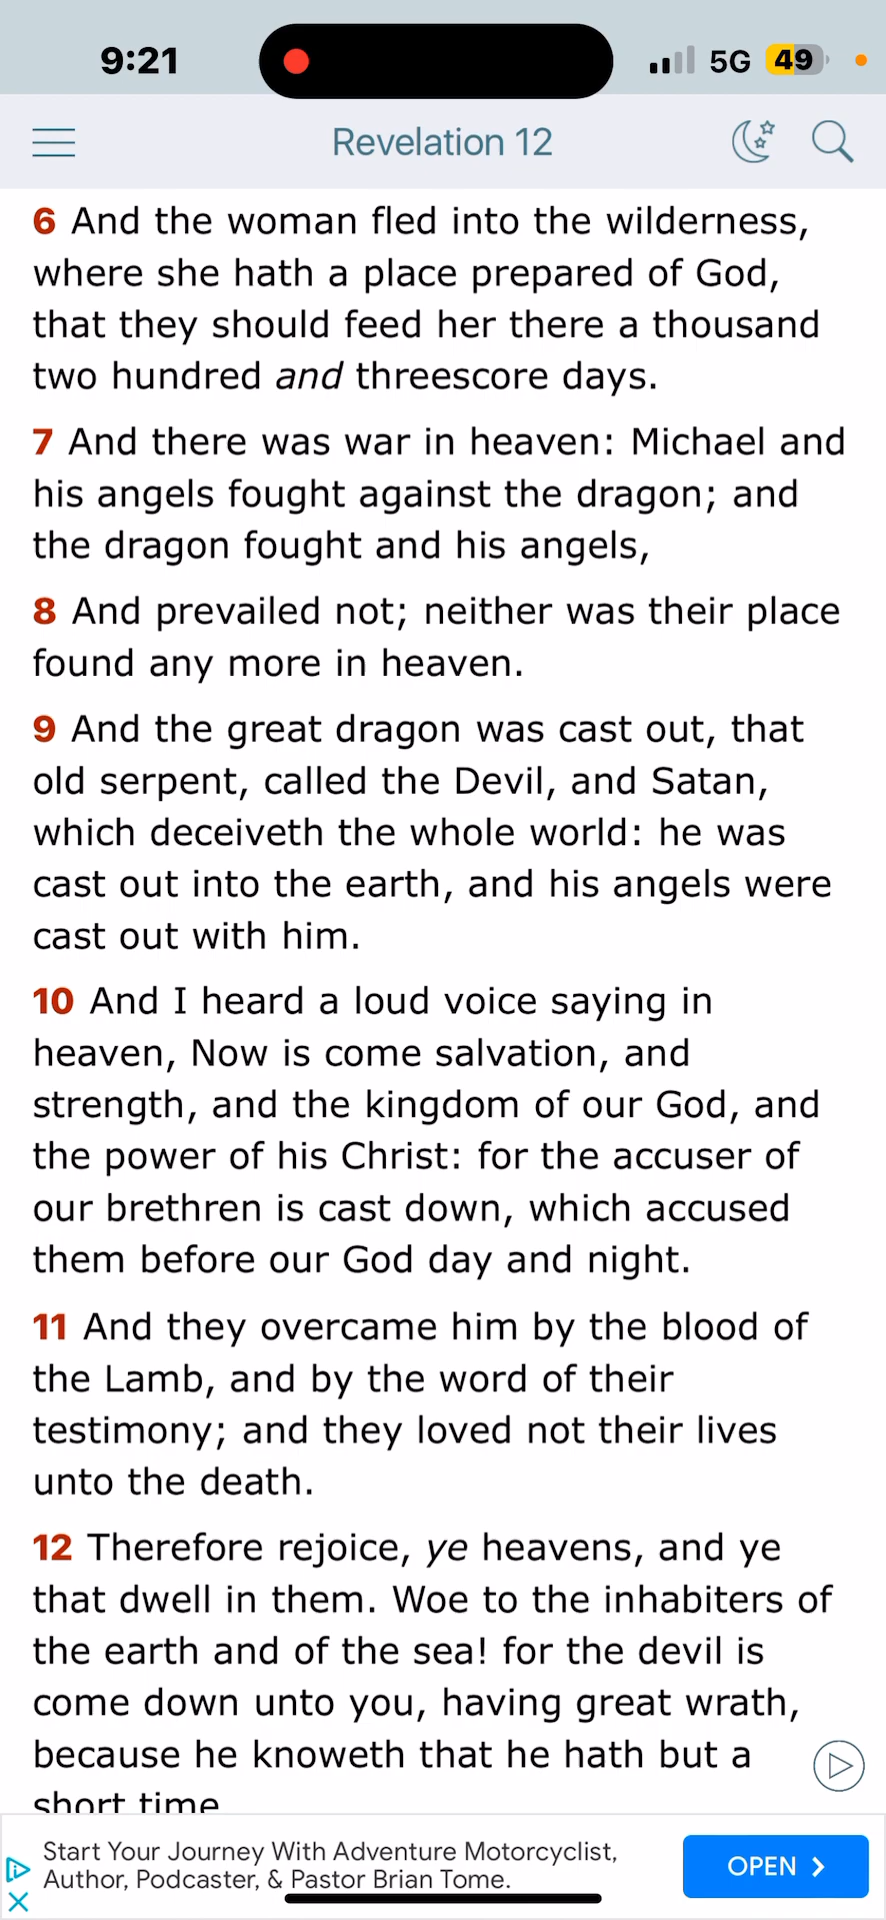 9:21
5G
49
Revelation 12
6 And the woman fled into the wilderness,
where she hath a place prepared of God,
that they should feed her there a thousand
two hundred and threescore days.
7 And there was war in heaven: Michael and
his angels fought against the dragon; and
the dragon fought and his angels,
8 And prevailed not; neither was their place
found any more in heaven.
9 And the great dragon was cast out, that
old serpent, called the Devil, and Satan,
which deceiveth the whole world: he was
cast out into the earth, and his angels were
cast out with him.
10 And I heard a loud voice saying in
heaven, Now is come salvation, and
strength, and the kingdom of our God, and
the power of his Christ: for the accuser of
our brethren is cast down, which accused
them before our God day and night.
11 And they overcame him by the blood of
the Lamb, and by the word of their
testimony; and they loved not their lives
unto the death.
12 Therefore rejoice, ye heavens, and ye
that dwell in them. Woe to the inhabiters of
the earth and of the sea! for the devil is
come down unto you, having great wrath,
because he knoweth that he hath but a
short time
Start Your Journey With Adventure Motorcyclist,
Author, Podcaster, & Pastor Brian Tome.
OPEN